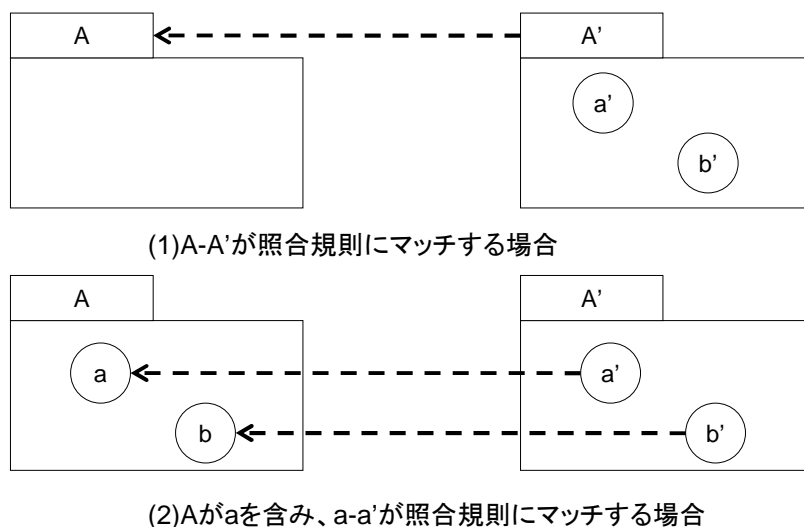 A A’
a’
b’
(1)A-A’が照合規則にマッチする場合
A A’
a a’
b b’
(2)Aがaを含み、a-a’が照合規則にマッチする場合